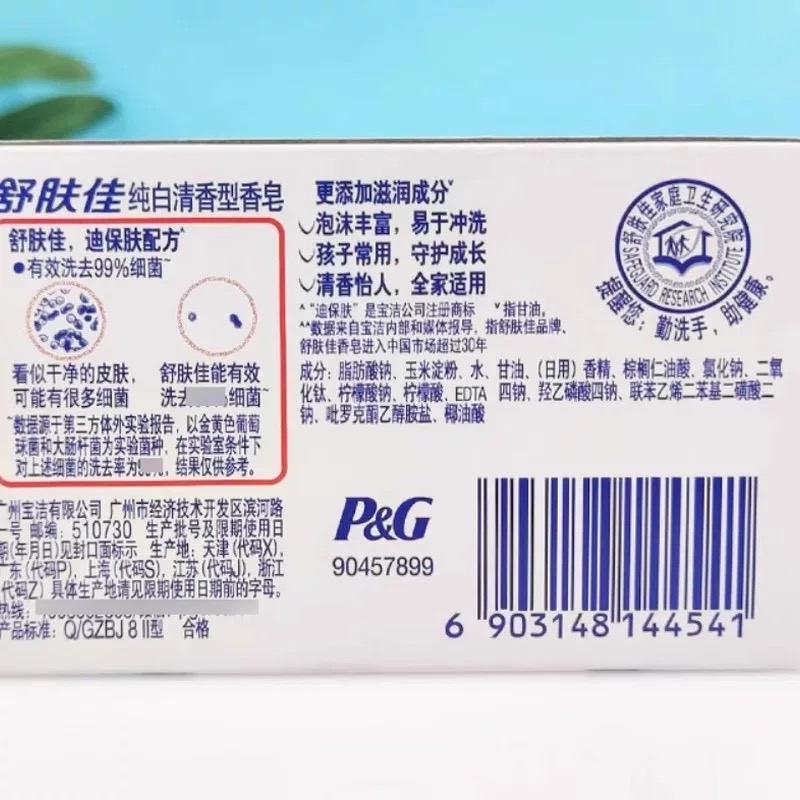 舒肤佳 纯白清香型香皂
舒肤佳，迪保肤配方^
●有效洗去99%细菌~
看似干净的皮肤，
可能有很多细菌
舒肤佳能有效
洗去 细菌~
~数据源于第三方体外实验报告，以金黄色葡萄
球菌和大肠杆菌为实验菌种，在实验室条件下
对上述细菌的洗去率为 ，结果仅供参考。
广州宝洁有限公司 广州市经济技术开发区滨河路
一号 邮编：510730 生产批号及限期使用日
期(年月日)见封口面标示 生产地：天津(代码X)，
广东(代码P)，上海(代码S)，江苏(代码J)，浙江
(代码Z) 具体生产地请见限期使用日期前的字母。
热线：
产品标准：Q/GZBJ 8 II型 合格
更添加滋润成分˅
泡沫丰富，易于冲洗
孩子常用，守护成长
清香怡人，全家适用
^“迪保肤”是宝洁公司注册商标 ˅指甘油。
^^数据来自宝洁内部和媒体报导，指舒肤佳品牌、
舒肤佳香皂进入中国市场超过30年
成分：脂肪酸钠、玉米淀粉、水、甘油、(日用)香精、棕榈仁油酸、氯化钠、二氧
化钛、柠檬酸钠、柠檬酸、EDTA 四钠、羟乙磷酸四钠、联苯乙烯二苯基二磺酸二
钠、吡罗克酮乙醇胺盐、椰油酸
舒肤佳家庭卫生研究院
SAFEGUARD RESEARCH INSTITUTE
提醒您：勤洗手，助健康。
P&G
90457899
6 903148 144541